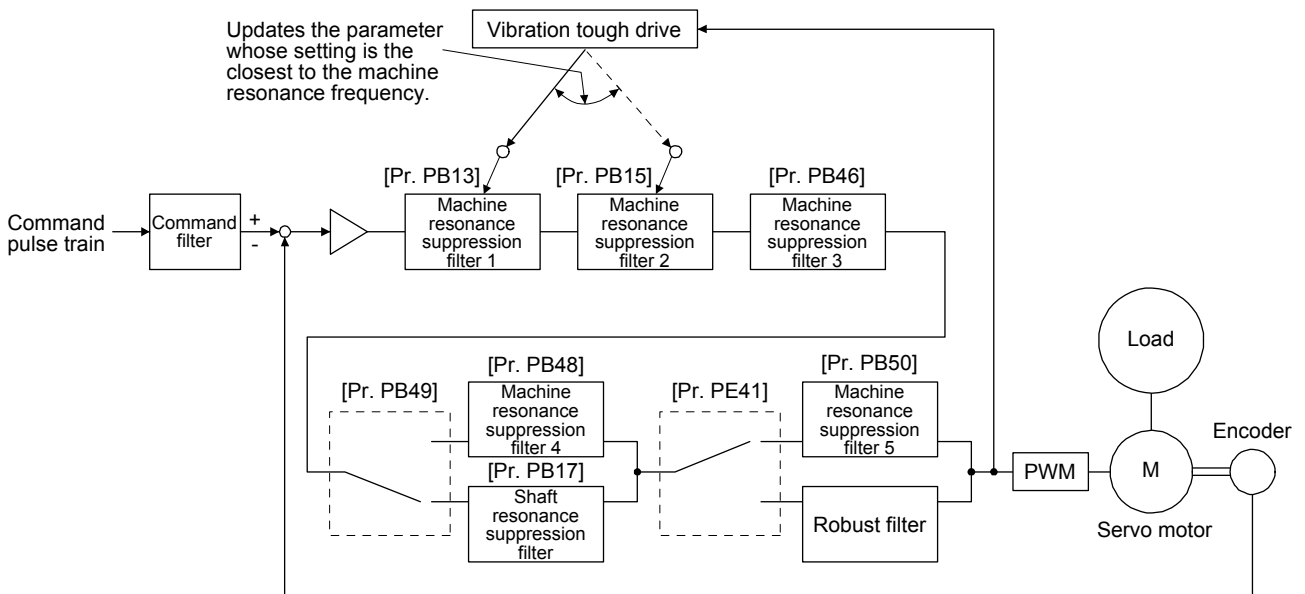 Updates the parameter
whose setting is the
closest to the machine
resonance frequency.
Vibration tough drive
[Pr. PB13]
[Pr. PB15]
[Pr. PB46]
Command
pulse train
Command
filter
+
-
Machine
resonance
suppression
filter 1
Machine
resonance
suppression
filter 2
Machine
resonance
suppression
filter 3
Load
[Pr. PB49]
[Pr. PB48]
Machine
resonance
suppression
filter 4
[Pr. PB17]
Shaft
resonance
suppression
filter
[Pr. PE41]
[Pr. PB50]
Machine
resonance
suppression
filter 5
Robust filter
PWM
M
Servo motor
Encoder